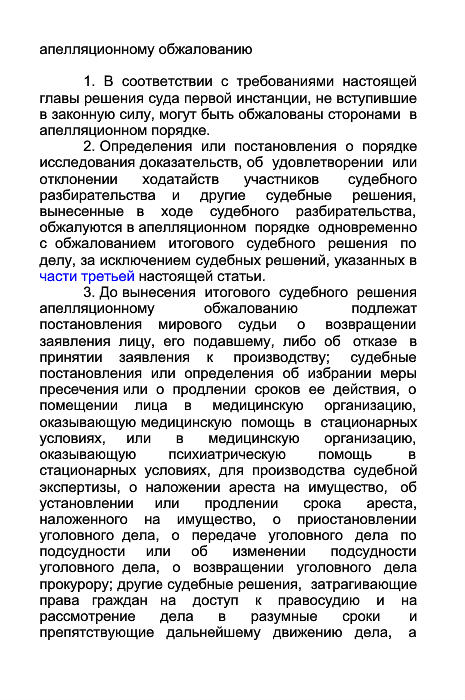 апелляционному обжалованию
1. В соответствии с требованиями настоящей
главы решения суда первой инстанции, не вступившие
в законную силу, могут быть обжалованы сторонами в
апелляционном порядке.
2. Определения или постановления о порядке
исследования доказательств, об удовлетворении или
отклонении ходатайств участников судебного
разбирательства и другие судебные решения,
вынесенные в ходе судебного разбирательства,
обжалуются в апелляционном порядке одновременно
с обжалованием итогового судебного решения по
делу, за исключением судебных решений, указанных в
части третьей настоящей статьи.
3. До вынесения итогового судебного решения
апелляционному обжалованию подлежат
постановления мирового судьи о возвращении
заявления лицу, его подавшему, либо об отказе в
принятии заявления к производству; судебные
постановления или определения об избрании меры
пресечения или о продлении сроков ее действия, о
помещении лица в медицинскую организацию,
оказывающую медицинскую помощь в стационарных
условиях, или в медицинскую организацию,
оказывающую психиатрическую помощь в
стационарных условиях, для производства судебной
экспертизы, о наложении ареста на имущество, об
установлении или продлении срока ареста,
наложенного на имущество, о приостановлении
уголовного дела, о передаче уголовного дела по
подсудности или об изменении подсудности
уголовного дела, о возвращении уголовного дела
прокурору; другие судебные решения, затрагивающие
права граждан на доступ к правосудию и на
рассмотрение дела в разумные сроки и
препятствующие дальнейшему движению дела, а